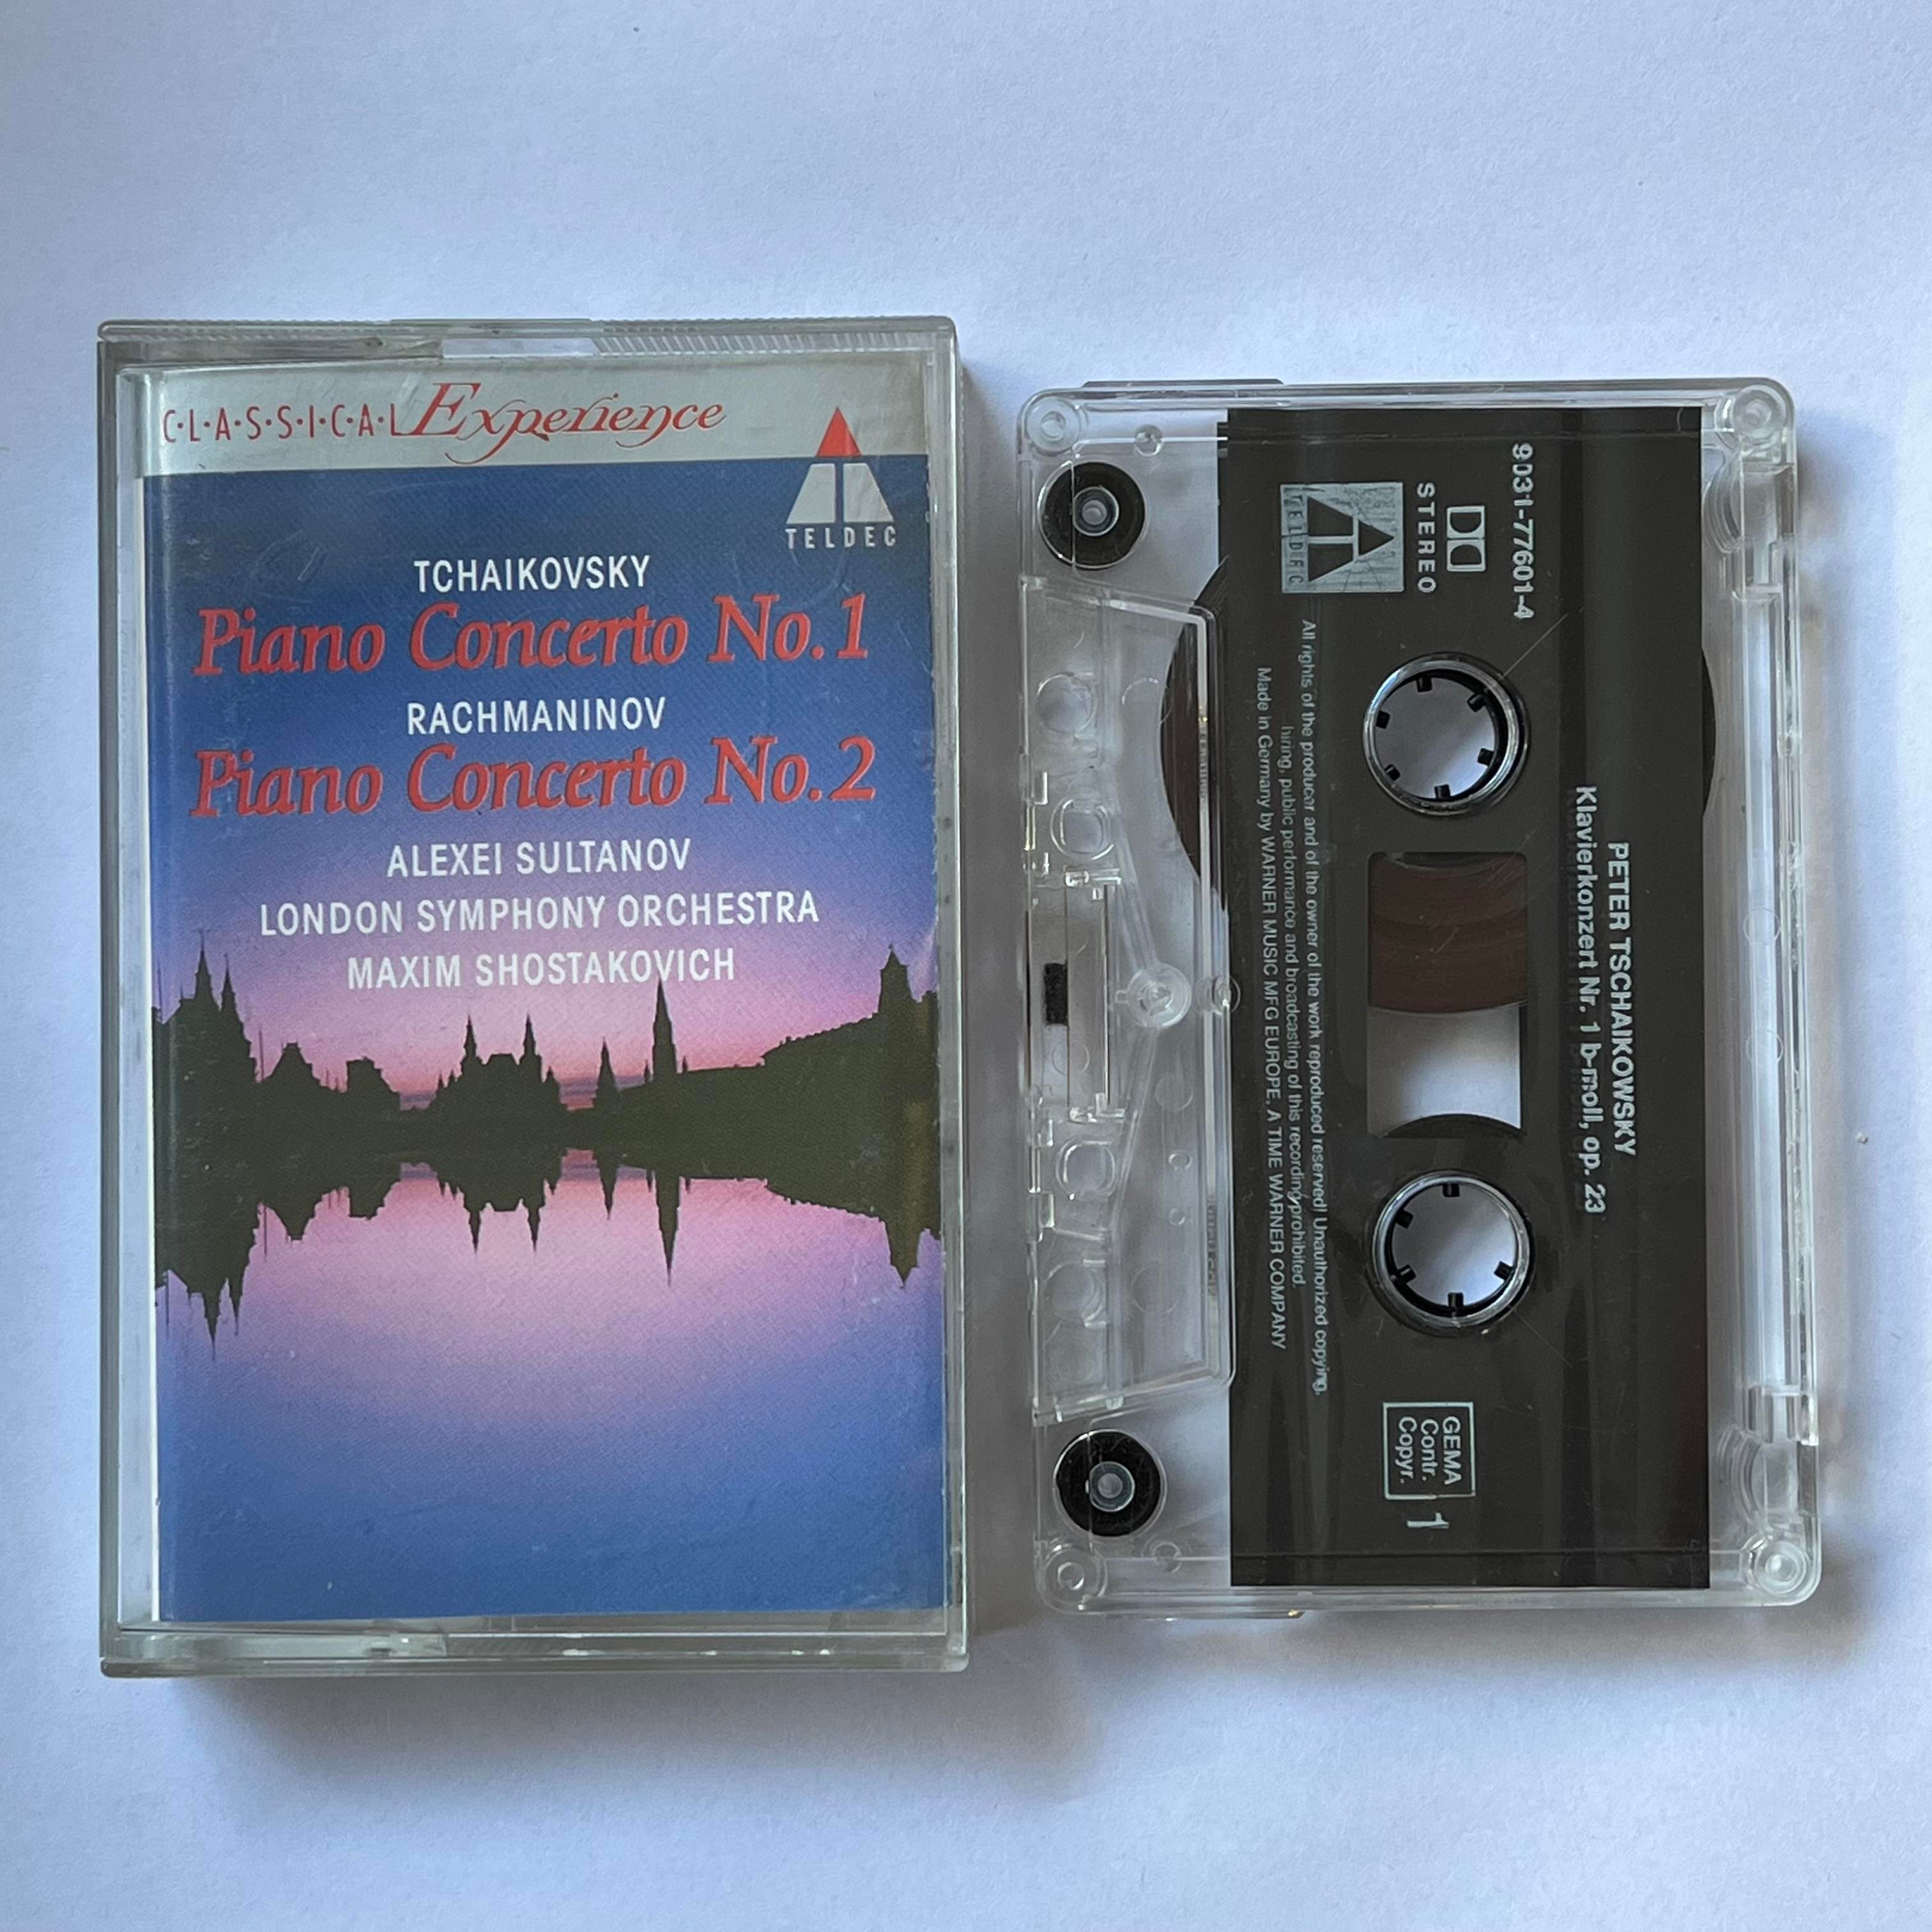 C·L·A·S·S·I·C·A·L Experience
TELDEC
TCHAIKOVSKY
Piano Concerto No.1
RACHMANINOV
Piano Concerto No.2
ALEXEI SULTANOV
LONDON SYMPHONY ORCHESTRA
MAXIM SHOSTAKOVICH
9031-77601-4
STEREO
TELDEC
PETER TSCHAIKOWSKY
Klavierkonzert Nr. 1 b-moll, op. 23
GEMA
Contr.
Copyr.
1
All rights of the producer and of the owner of the work reproduced reserved! Unauthorized copying,
hiring, public performance and broadcasting of this recording prohibited.
Made in Germany by WARNER MUSIC MFG EUROPE. A TIME WARNER COMPANY